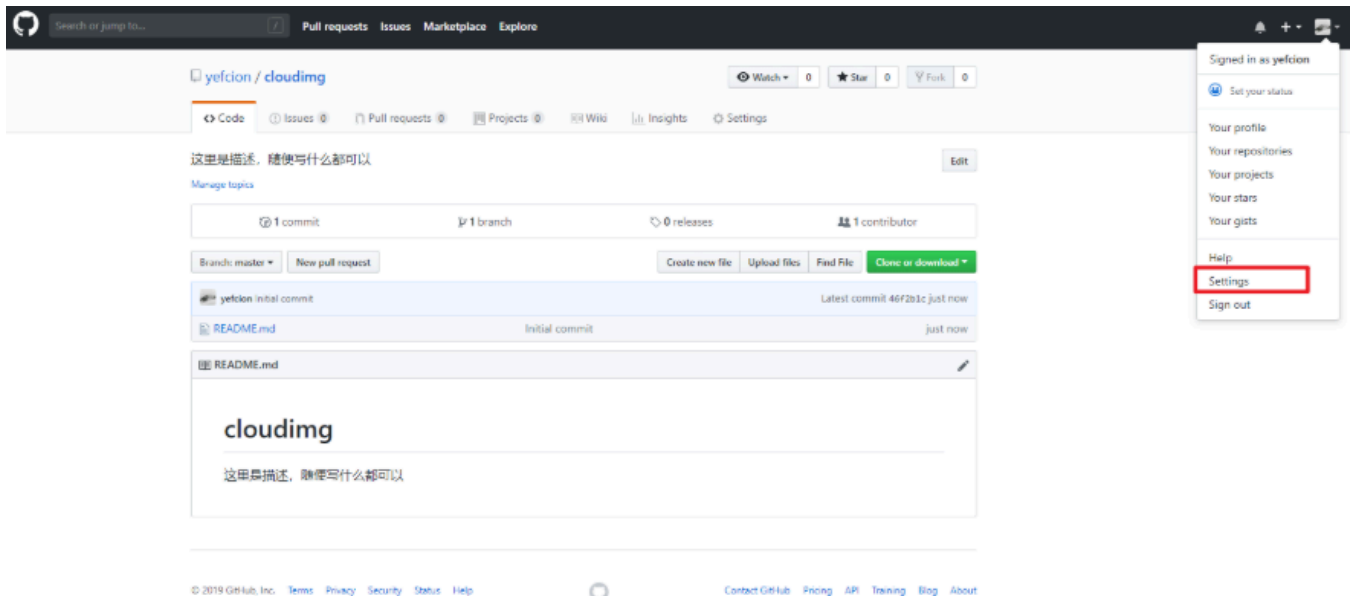 Search or jump to... / Pull requests Issues Marketplace Explore
Signed in as yefcion
Set your status
Your profile
Your repositories
Your projects
Your stars
Your gists
Help
Settings
Sign out
yefcion / cloudimg
Watch 0 Star 0 Fork 0
Code Issues 0 Pull requests 0 Projects 0 Wiki Insights Settings
这里是描述，随便写什么都可以
Edit
Manage topics
1 commit 1 branch 0 releases 1 contributor
Branch: master New pull request Create new file Upload files Find File Clone or download
yefcion Initial commit Latest commit 46f2b1c just now
README.md Initial commit just now
README.md
cloudimg
这里是描述，随便写什么都可以
© 2019 GitHub, Inc. Terms Privacy Security Status Help Contact GitHub Pricing API Training Blog About